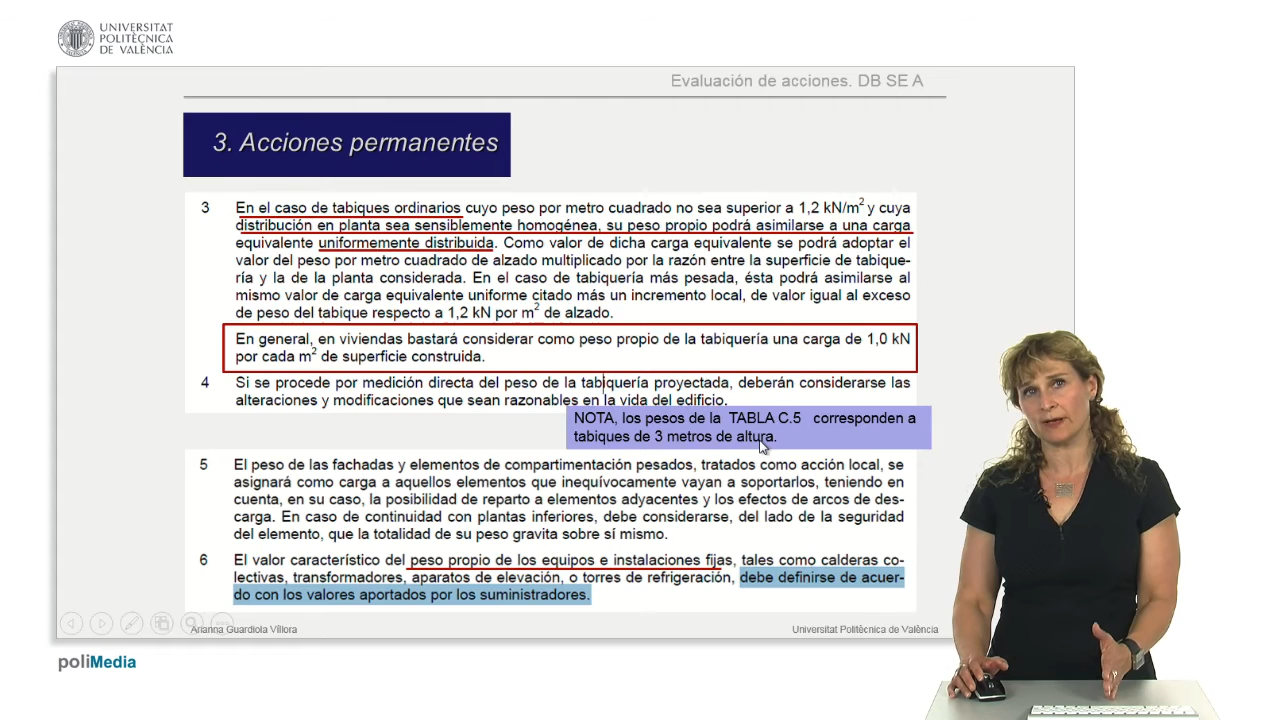 UNIVERSITAT
POLITÈCNICA
DE VALÈNCIA
Evaluación de acciones. DB SE A
3. Acciones permanentes
3 En el caso de tabiques ordinarios cuyo peso por metro cuadrado no sea superior a 1,2 kN/m² y cuya
distribución en planta sea sensiblemente homogénea, su peso propio podrá asimilarse a una carga
equivalente uniformemente distribuida. Como valor de dicha carga equivalente se podrá adoptar el
valor del peso por metro cuadrado de alzado multiplicado por la razón entre la superficie de tabique-
ría y la de la planta considerada. En el caso de tabiquería más pesada, ésta podrá asimilarse al
mismo valor de carga equivalente uniforme citado más un incremento local, de valor igual al exceso
de peso del tabique respecto a 1,2 kN por m² de alzado.
En general, en viviendas bastará considerar como peso propio de la tabiquería una carga de 1,0 kN
por cada m² de superficie construida.
4 Si se procede por medición directa del peso de la tabiquería proyectada, deberán considerarse las
alteraciones y modificaciones que sean razonables en la vida del edificio.
NOTA, los pesos de la TABLA C.5 corresponden a
tabiques de 3 metros de altura.
5 El peso de las fachadas y elementos de compartimentación pesados, tratados como acción local, se
asignará como carga a aquellos elementos que inequívocamente vayan a soportarlos, teniendo en
cuenta, en su caso, la posibilidad de reparto a elementos adyacentes y los efectos de arcos de des-
carga. En caso de continuidad con plantas inferiores, debe considerarse, del lado de la seguridad
del elemento, que la totalidad de su peso gravita sobre sí mismo.
6 El valor característico del peso propio de los equipos e instalaciones fijas, tales como calderas co-
lectivas, transformadores, aparatos de elevación, o torres de refrigeración, debe definirse de acuer-
do con los valores aportados por los suministradores.
Arianna Guardiola Víllora
Universitat Politècnica de València
poliMedia